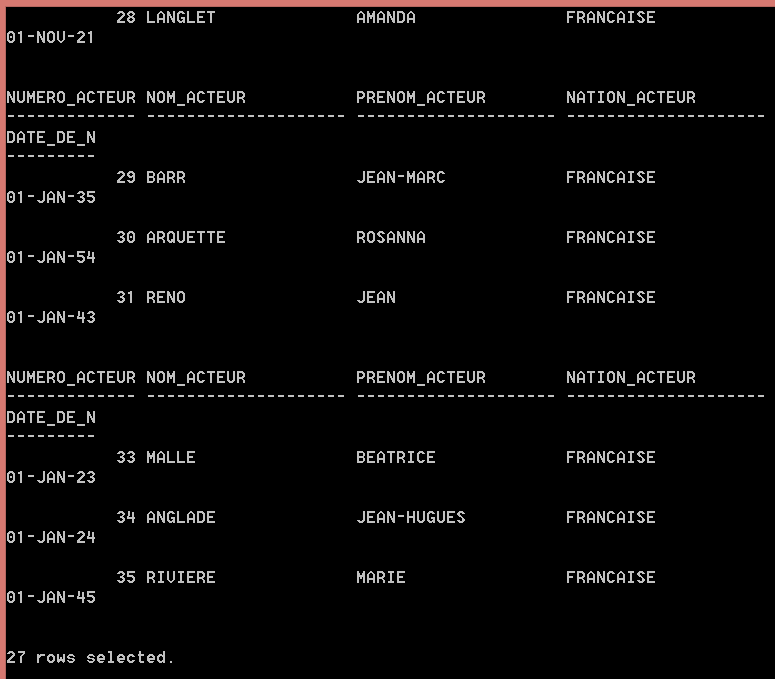 28 LANGLET AMANDA FRANCAISE
01-NOV-21
NUMERO_ACTEUR NOM_ACTEUR PRENOM_ACTEUR NATION_ACTEUR
------------- -------------------- -------------------- --------------------
DATE_DE_N
---------
29 BARR JEAN-MARC FRANCAISE
01-JAN-35
30 ARQUETTE ROSANNA FRANCAISE
01-JAN-54
31 RENO JEAN FRANCAISE
01-JAN-43
NUMERO_ACTEUR NOM_ACTEUR PRENOM_ACTEUR NATION_ACTEUR
------------- -------------------- -------------------- --------------------
DATE_DE_N
---------
33 MALLE BEATRICE FRANCAISE
01-JAN-23
34 ANGLADE JEAN-HUGUES FRANCAISE
01-JAN-24
35 RIVIERE MARIE FRANCAISE
01-JAN-45
27 rows selected.